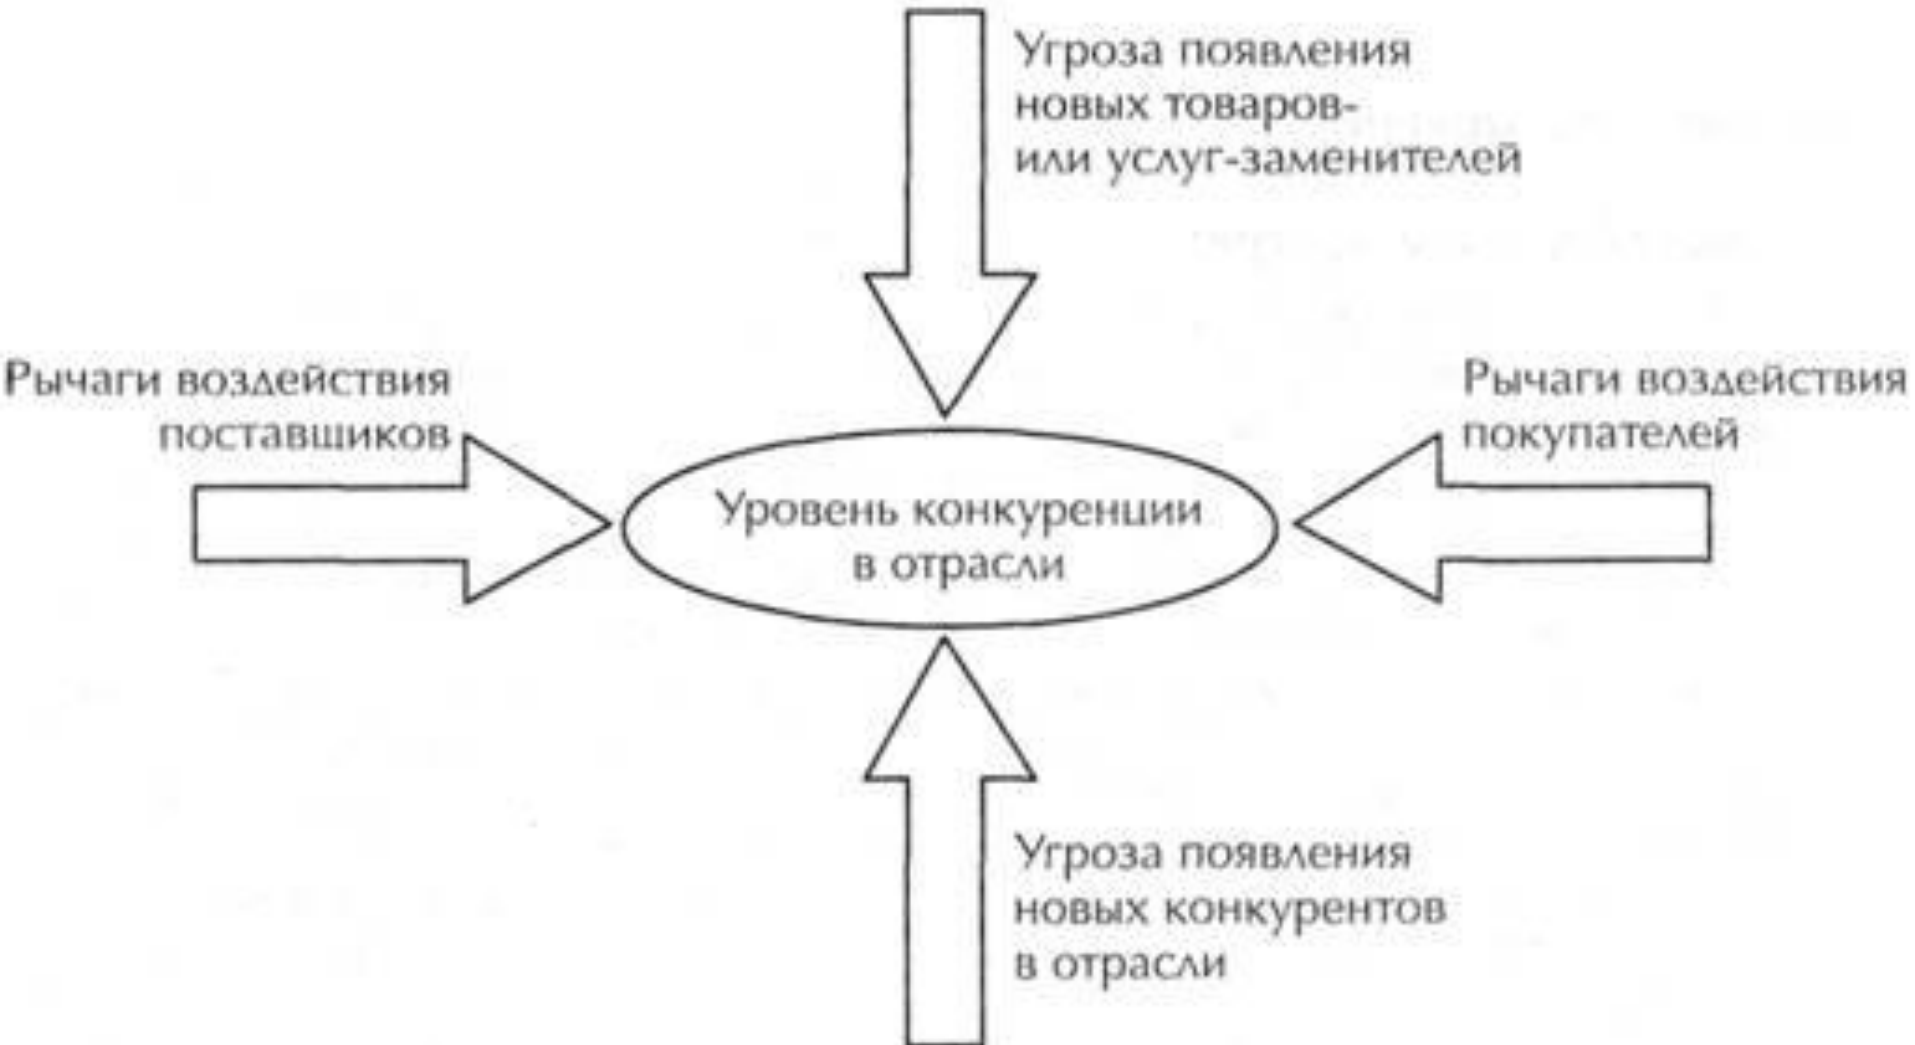 Угроза появления
новых товаров-
или услуг-заменителей
Рычаги воздействия
поставщиков
Рычаги воздействия
покупателей
Уровень конкуренции
в отрасли
Угроза появления
новых конкурентов
в отрасли